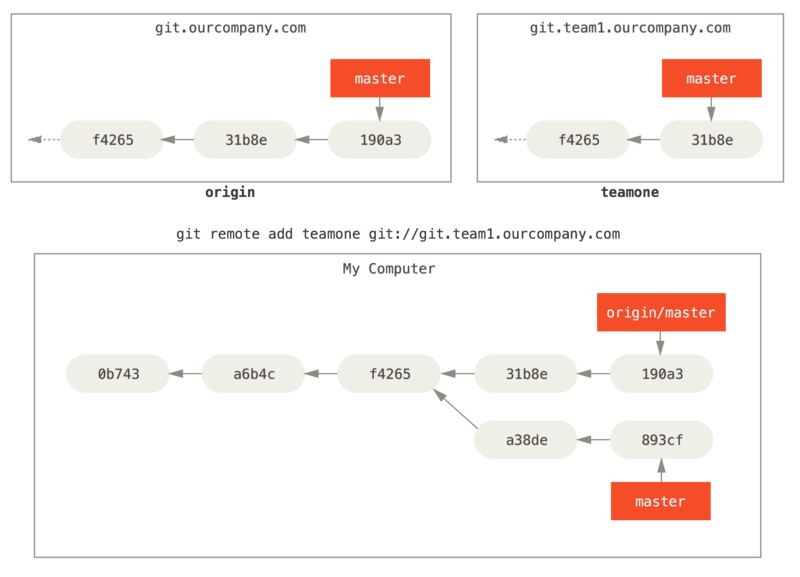 git.ourcompany.com
master
f4265
31b8e
190a3
origin
git.team1.ourcompany.com
master
f4265
31b8e
teamone
git remote add teamone git://git.team1.ourcompany.com
My Computer
origin/master
0b743
a6b4c
f4265
31b8e
190a3
a38de
893cf
master